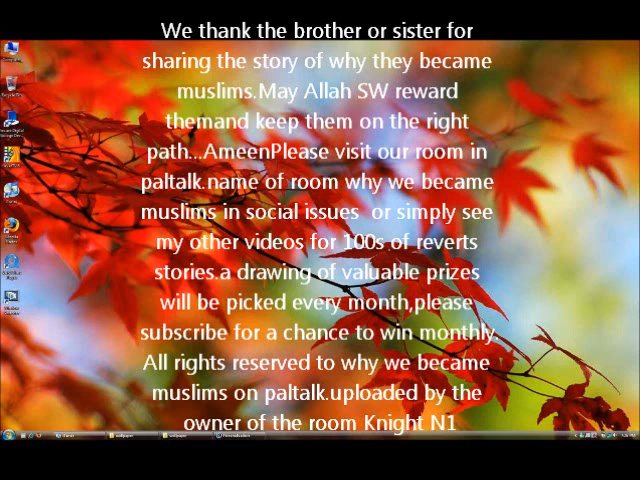 We thank the brother or sister for
sharing the story of why they became
muslims.May Allah SW reward
themand keep them on the right
path...AmeenPlease visit our room in
paltalk.name of room why we became
muslims in social issues  or simply see
my other videos for 100s of reverts
stories.a drawing of valuable prizes
will be picked every month,please
subscribe for a chance to win monthly.
All rights reserved to why we became
muslims on paltalk.uploaded by the
owner of the room Knight N1